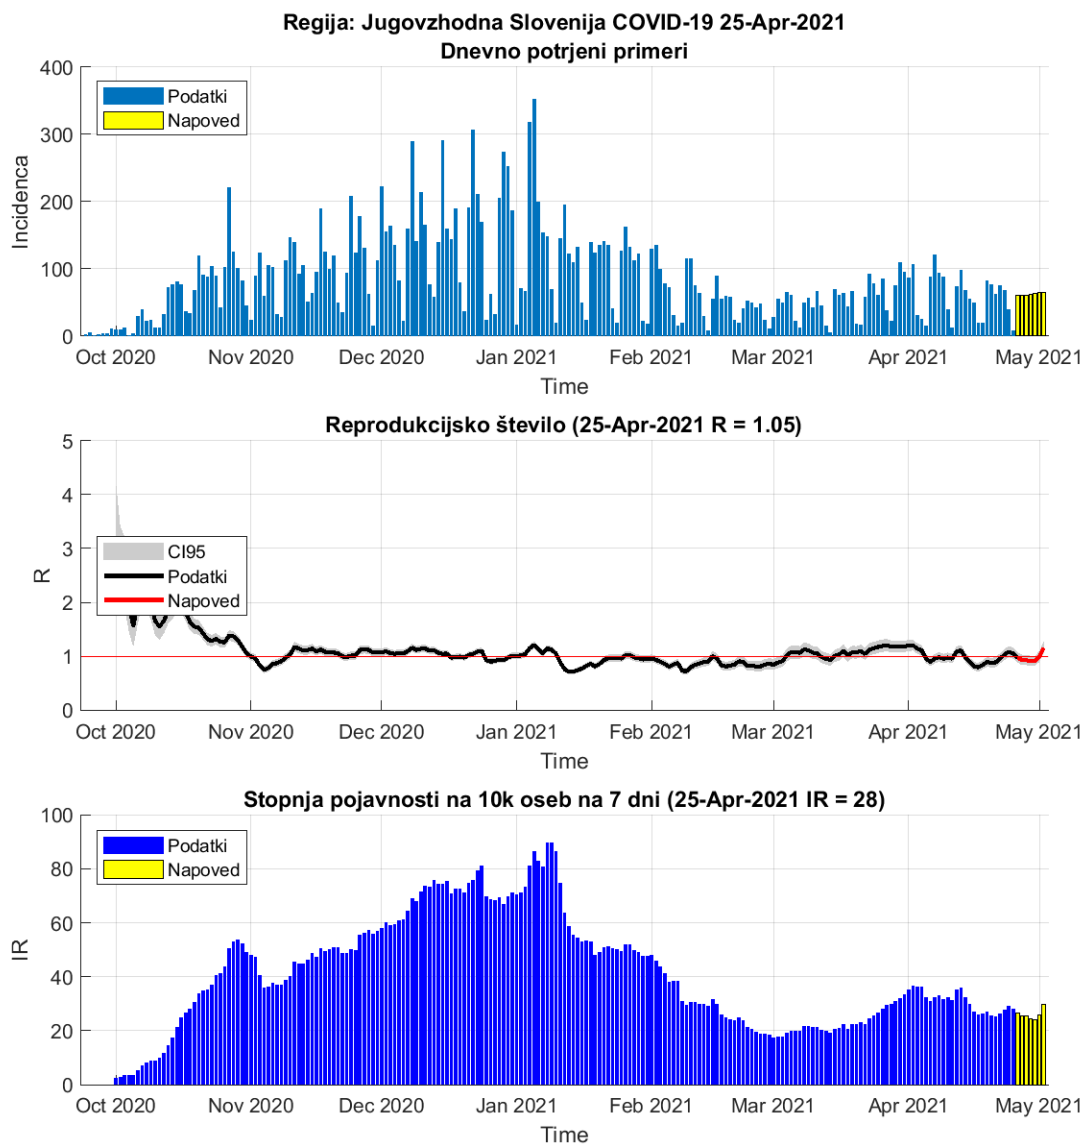 Regija: Jugovzhodna Slovenija COVID-19 25-Apr-2021
Dnevno potrjeni primeri
400
300
200
100
0
Incidenca
Podatki
Napoved
Oct 2020 Nov 2020 Dec 2020 Jan 2021 Feb 2021 Mar 2021 Apr 2021 May 2021
Time
Reprodukcijsko število (25-Apr-2021 R = 1.05)
5
4
3
2
1
0
R
CI95
Podatki
Napoved
Oct 2020 Nov 2020 Dec 2020 Jan 2021 Feb 2021 Mar 2021 Apr 2021 May 2021
Time
Stopnja pojavnosti na 10k oseb na 7 dni (25-Apr-2021 IR = 28)
100
80
60
40
20
0
IR
Podatki
Napoved
Oct 2020 Nov 2020 Dec 2020 Jan 2021 Feb 2021 Mar 2021 Apr 2021 May 2021
Time